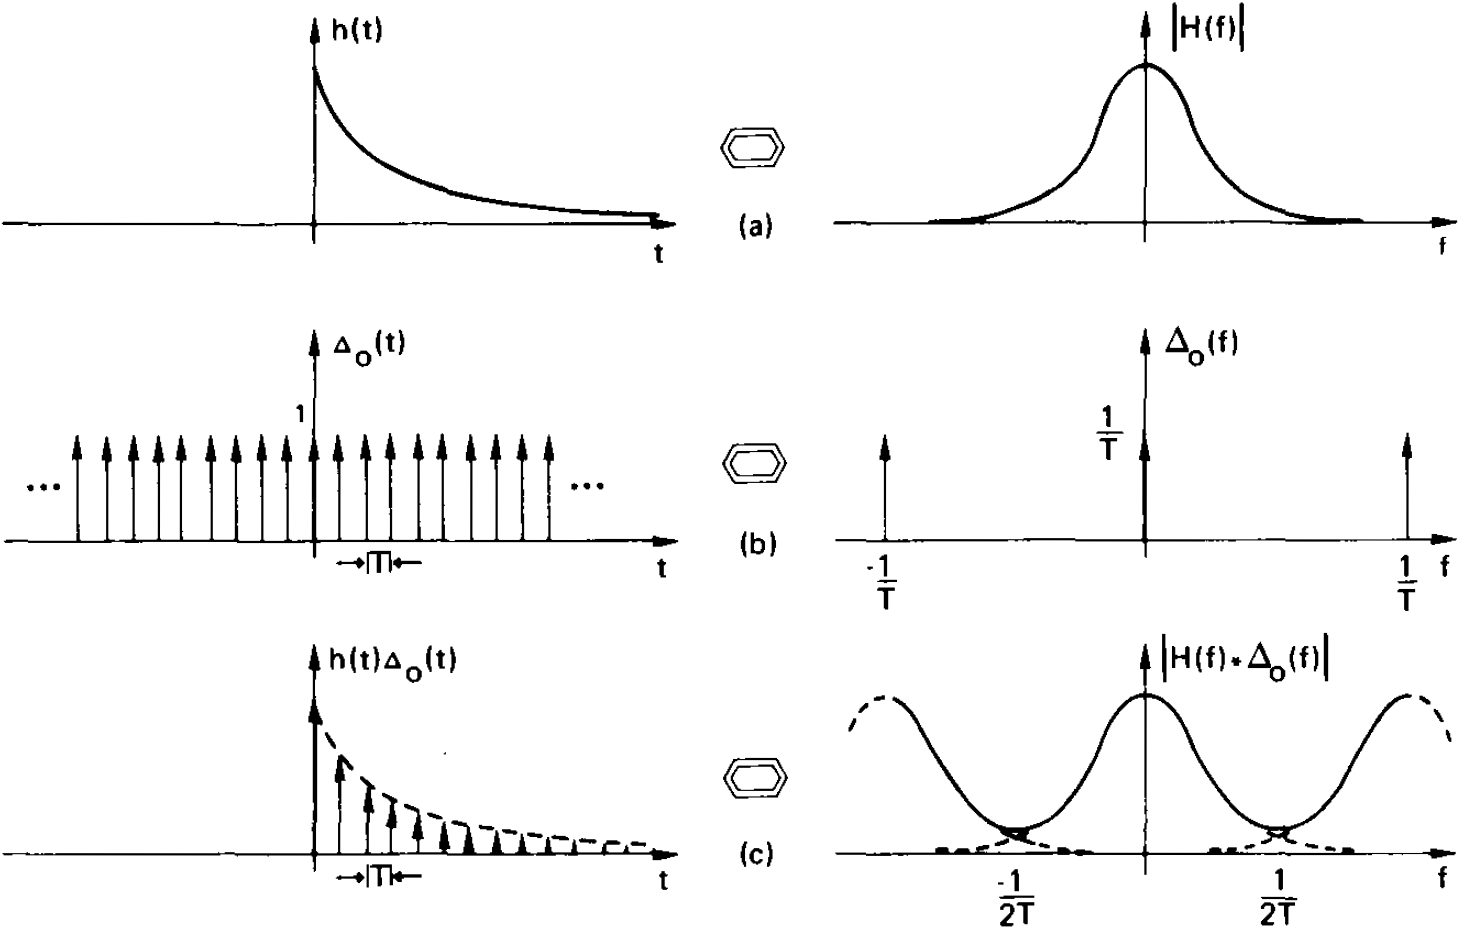 h(t)
|H(f)|
(a)
t
f
Δo(t)
Δo(f)
1
1/T
... ...
(b)
→|T|←
t
-1/T
1/T
f
h(t)Δo(t)
|H(f)*Δo(f)|
(c)
→|T|←
t
-1/2T
1/2T
f